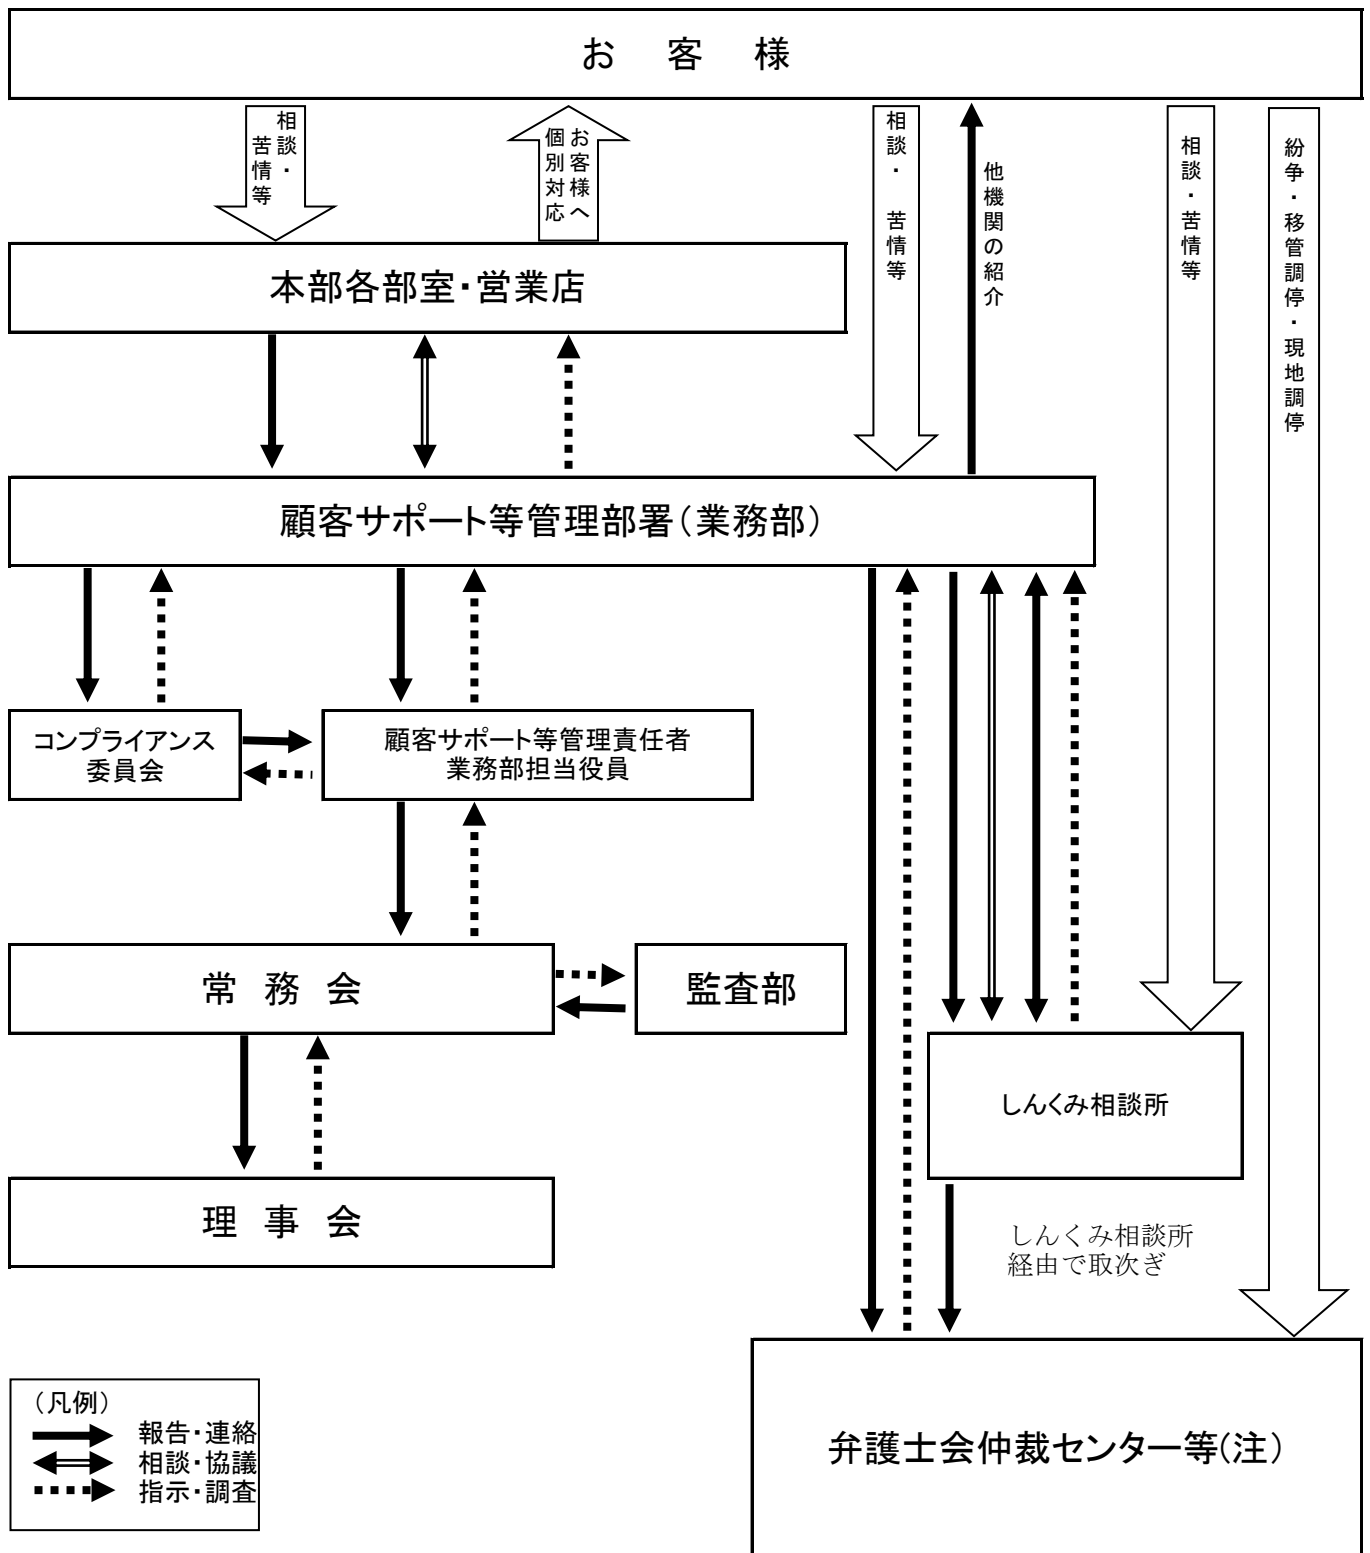 お　客　様
相談・
苦情等
お客様へ
個別対応
相談・　苦情等
他機関の紹介
相談・苦情等
紛争・移管調停・現地調停
本部各部室・営業店
顧客サポート等管理部署（業務部）
コンプライアンス
委員会
顧客サポート等管理責任者
業務部担当役員
常　務　会
監査部
しんくみ相談所
理　事　会
しんくみ相談所
経由で取次ぎ
弁護士会仲裁センター等（注）
（凡例）
報告・連絡
相談・協議
指示・調査